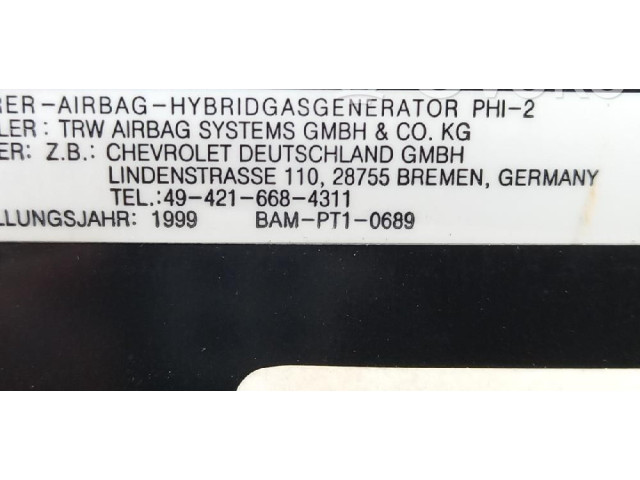 RER-AIRBAG-HYBRIDGASGENERATOR PHI-2
LER: TRW AIRBAG SYSTEMS GMBH & CO. KG
ER: Z.B.: CHEVROLET DEUTSCHLAND GMBH
LINDENSTRASSE 110, 28755 BREMEN, GERMANY
TEL.:49-421-668-4311
LLUNGSJAHR: 1999 BAM-PT1-0689